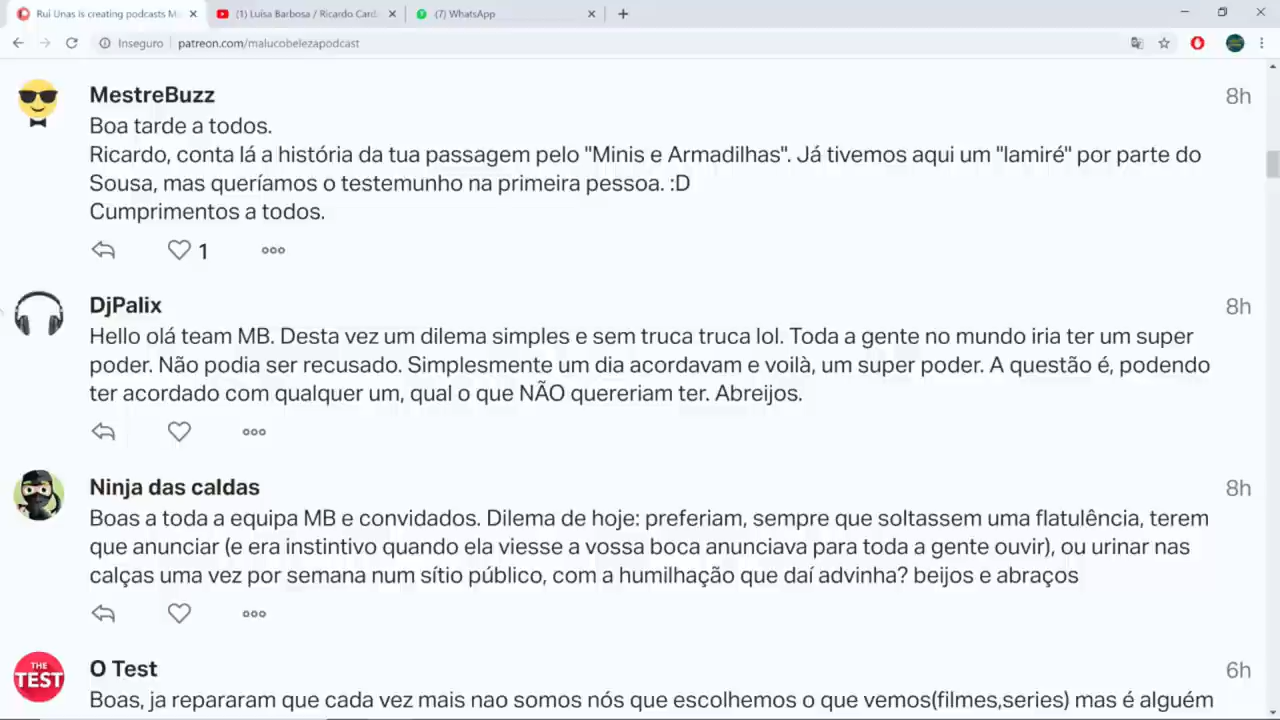 Rui Unas is creating podcasts M
(1) Luísa Barbosa / Ricardo Card
(7) WhatsApp
Inseguro
patreon.com/malucobelezapodcast
MestreBuzz
8h
Boa tarde a todos.
Ricardo, conta lá a história da tua passagem pelo "Minis e Armadilhas". Já tivemos aqui um "lamiré" por parte do
Sousa, mas queríamos o testemunho na primeira pessoa. :D
Cumprimentos a todos.
1
DjPalix
8h
Hello olá team MB. Desta vez um dilema simples e sem truca truca lol. Toda a gente no mundo iria ter um super
poder. Não podia ser recusado. Simplesmente um dia acordavam e voilà, um super poder. A questão é, podendo
ter acordado com qualquer um, qual o que NÃO quereriam ter. Abreijos.
Ninja das caldas
8h
Boas a toda a equipa MB e convidados. Dilema de hoje: preferiam, sempre que soltassem uma flatulência, terem
que anunciar (e era instintivo quando ela viesse a vossa boca anunciava para toda a gente ouvir), ou urinar nas
calças uma vez por semana num sítio público, com a humilhação que daí advinha? beijos e abraços
THE
TEST
O Test
6h
Boas, ja repararam que cada vez mais nao somos nós que escolhemos o que vemos(filmes,series) mas é alguém